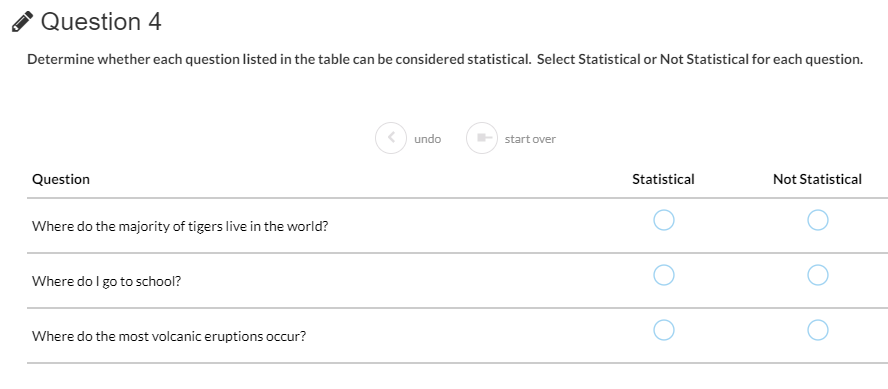 Question 4
Determine whether each question listed in the table can be considered statistical. Select Statistical or Not Statistical for each question.
undo start over
Question Statistical Not Statistical
Where do the majority of tigers live in the world?
Where do I go to school?
Where do the most volcanic eruptions occur?